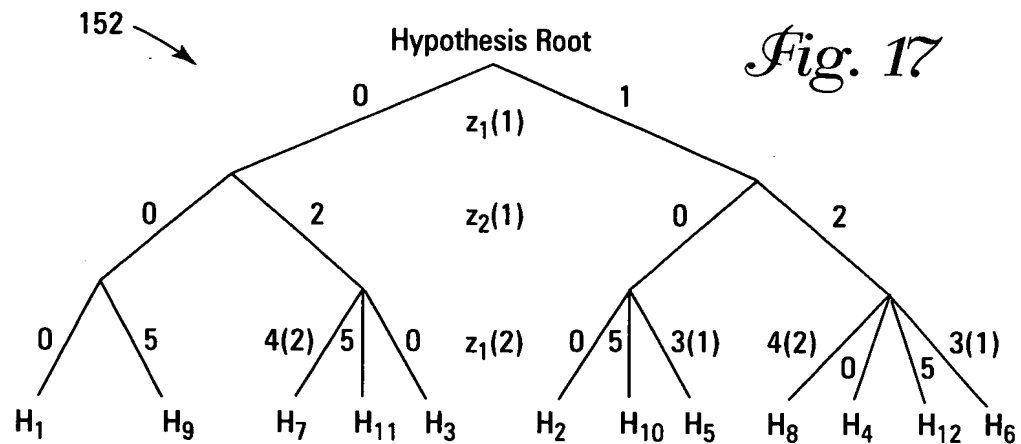 152
Hypothesis Root
Fig. 17
0 1
z₁(1)
0 2 z₂(1) 0 2
0 5 4(2) 5 0 z₁(2) 0 5 3(1) 4(2) 0 5 3(1)
H₁ H₉ H₇ H₁₁ H₃ H₂ H₁₀ H₅ H₈ H₄ H₁₂ H₆